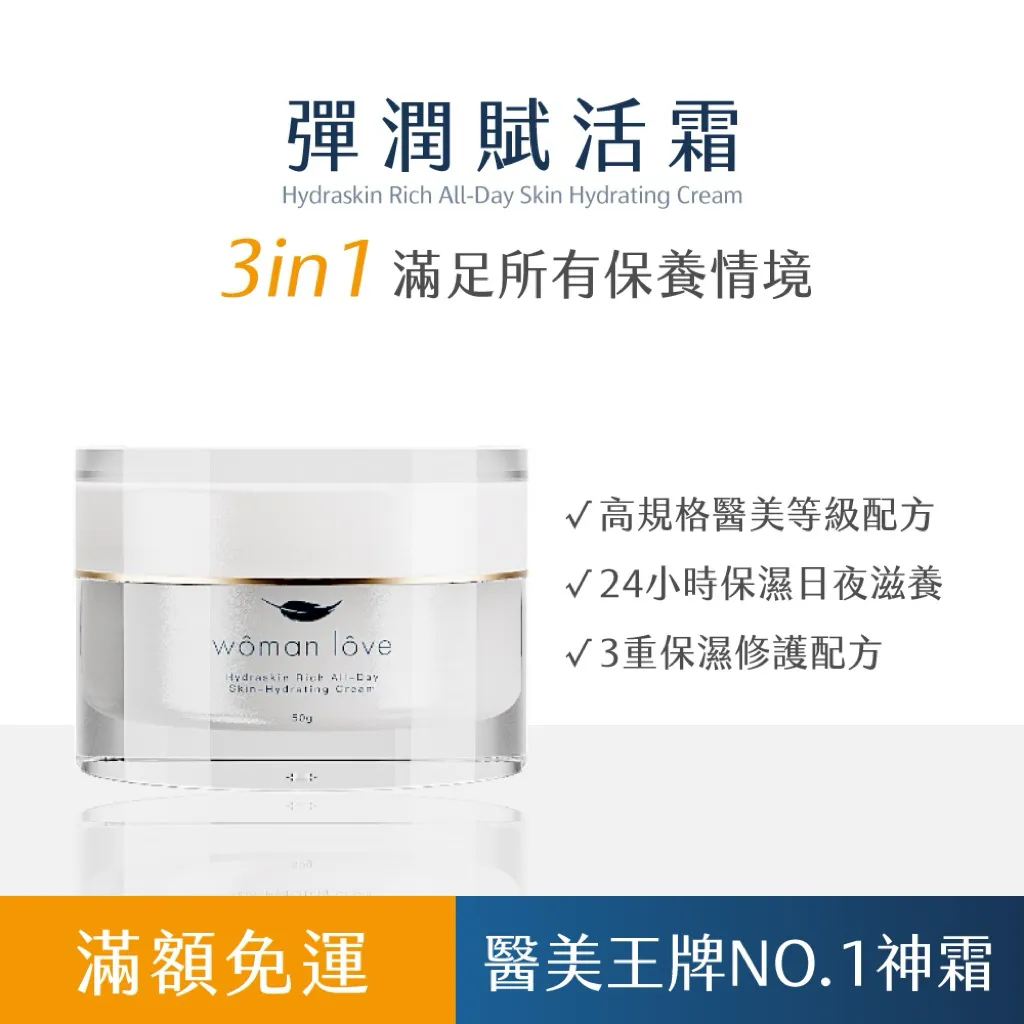 彈潤賦活霜
Hydraskin Rich All-Day Skin Hydrating Cream
3in1 滿足所有保養情境
✓高規格醫美等級配方
✓24小時保濕日夜滋養
✓3重保濕修護配方
wôman lôve
Hydraskin Rich All-Day
Skin-Hydrating Cream
50g
滿額免運
醫美王牌NO.1神霜